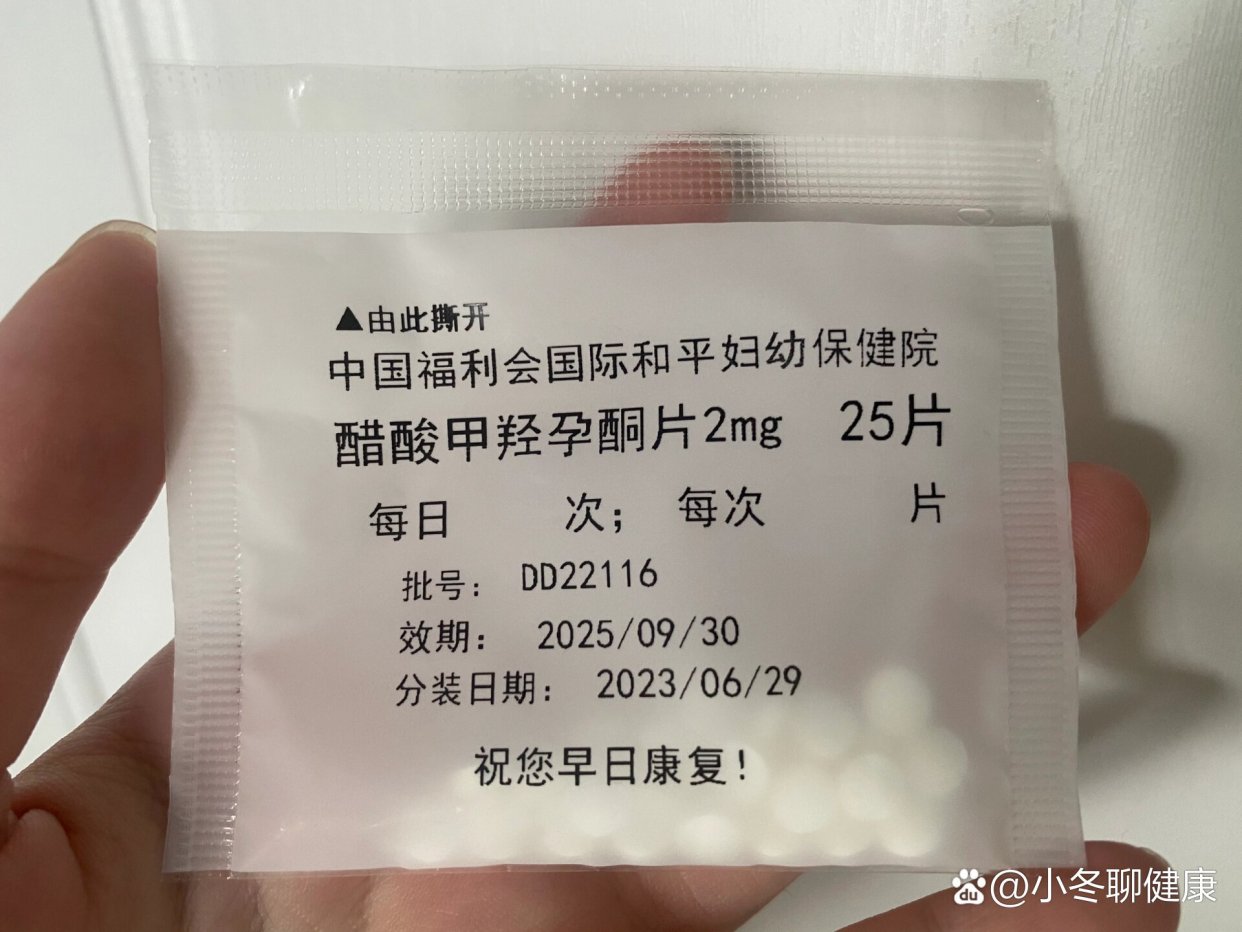 ▲由此撕开
中国福利会国际和平妇幼保健院
醋酸甲羟孕酮片2mg 25片
每日 次； 每次 片
批号： DD22116
效期： 2025/09/30
分装日期： 2023/06/29
祝您早日康复！
du @小冬聊健康